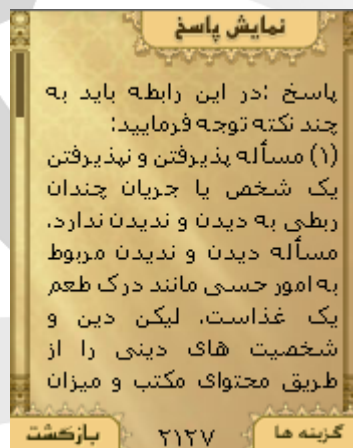 نمایش پاسخ
پاسخ :در این رابطه باید به
چند نکته توجه فرمایید:
(۱) مسأله پذیرفتن و نپذیرفتن
یک شخص یا جریان چندان
ربطی به دیدن و ندیدن ندارد.
مسأله دیدن و ندیدن مربوط
به امور حسی مانند درک طعم
یک غذاست، لیکن دین و
شخصیت های دینی را از
طریق محتوای مکتب و میزان
گزینه ها ۲۱۲۷ بازگشت